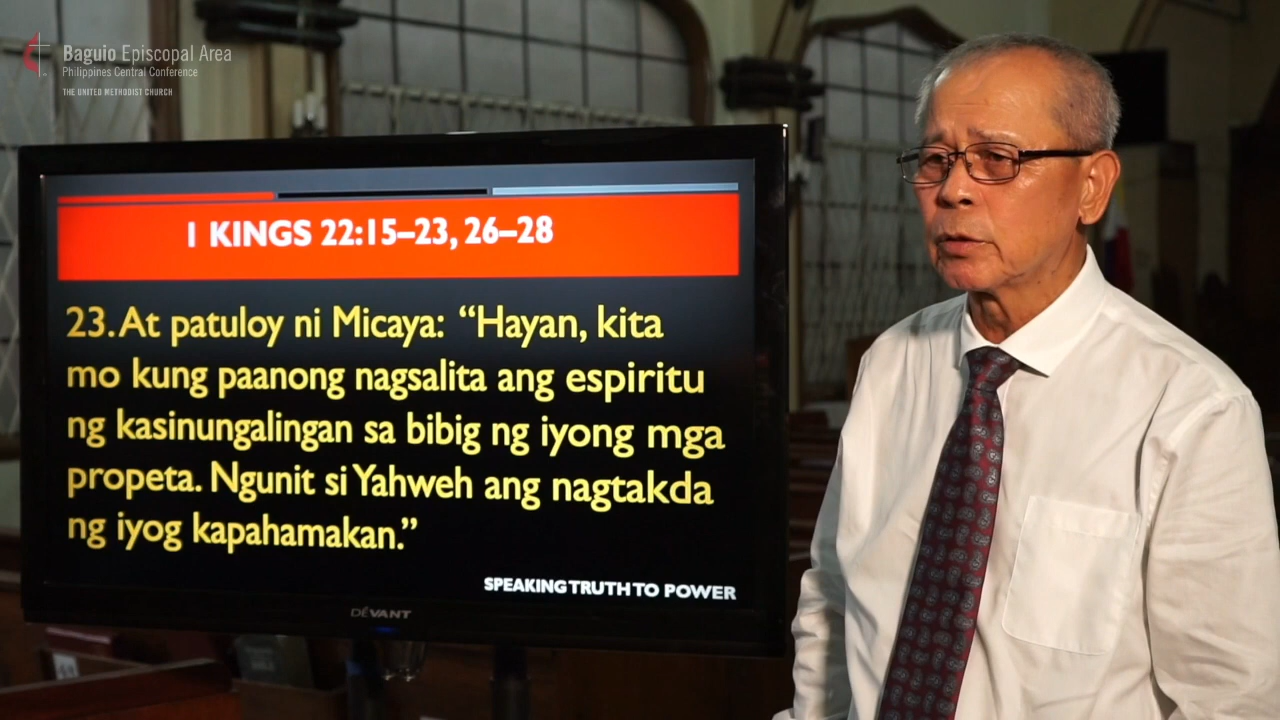 Baguio Episcopal Area
Philippines Central Conference
THE UNITED METHODIST CHURCH
1 KINGS 22:15–23, 26–28
23. At patuloy ni Micaya: “Hayan, kita
mo kung paanong nagsalita ang espiritu
ng kasinungalingan sa bibig ng iyong mga
propeta. Ngunit si Yahweh ang nagtakda
ng iyog kapahamakan.”
SPEAKING TRUTH TO POWER
DEVANT